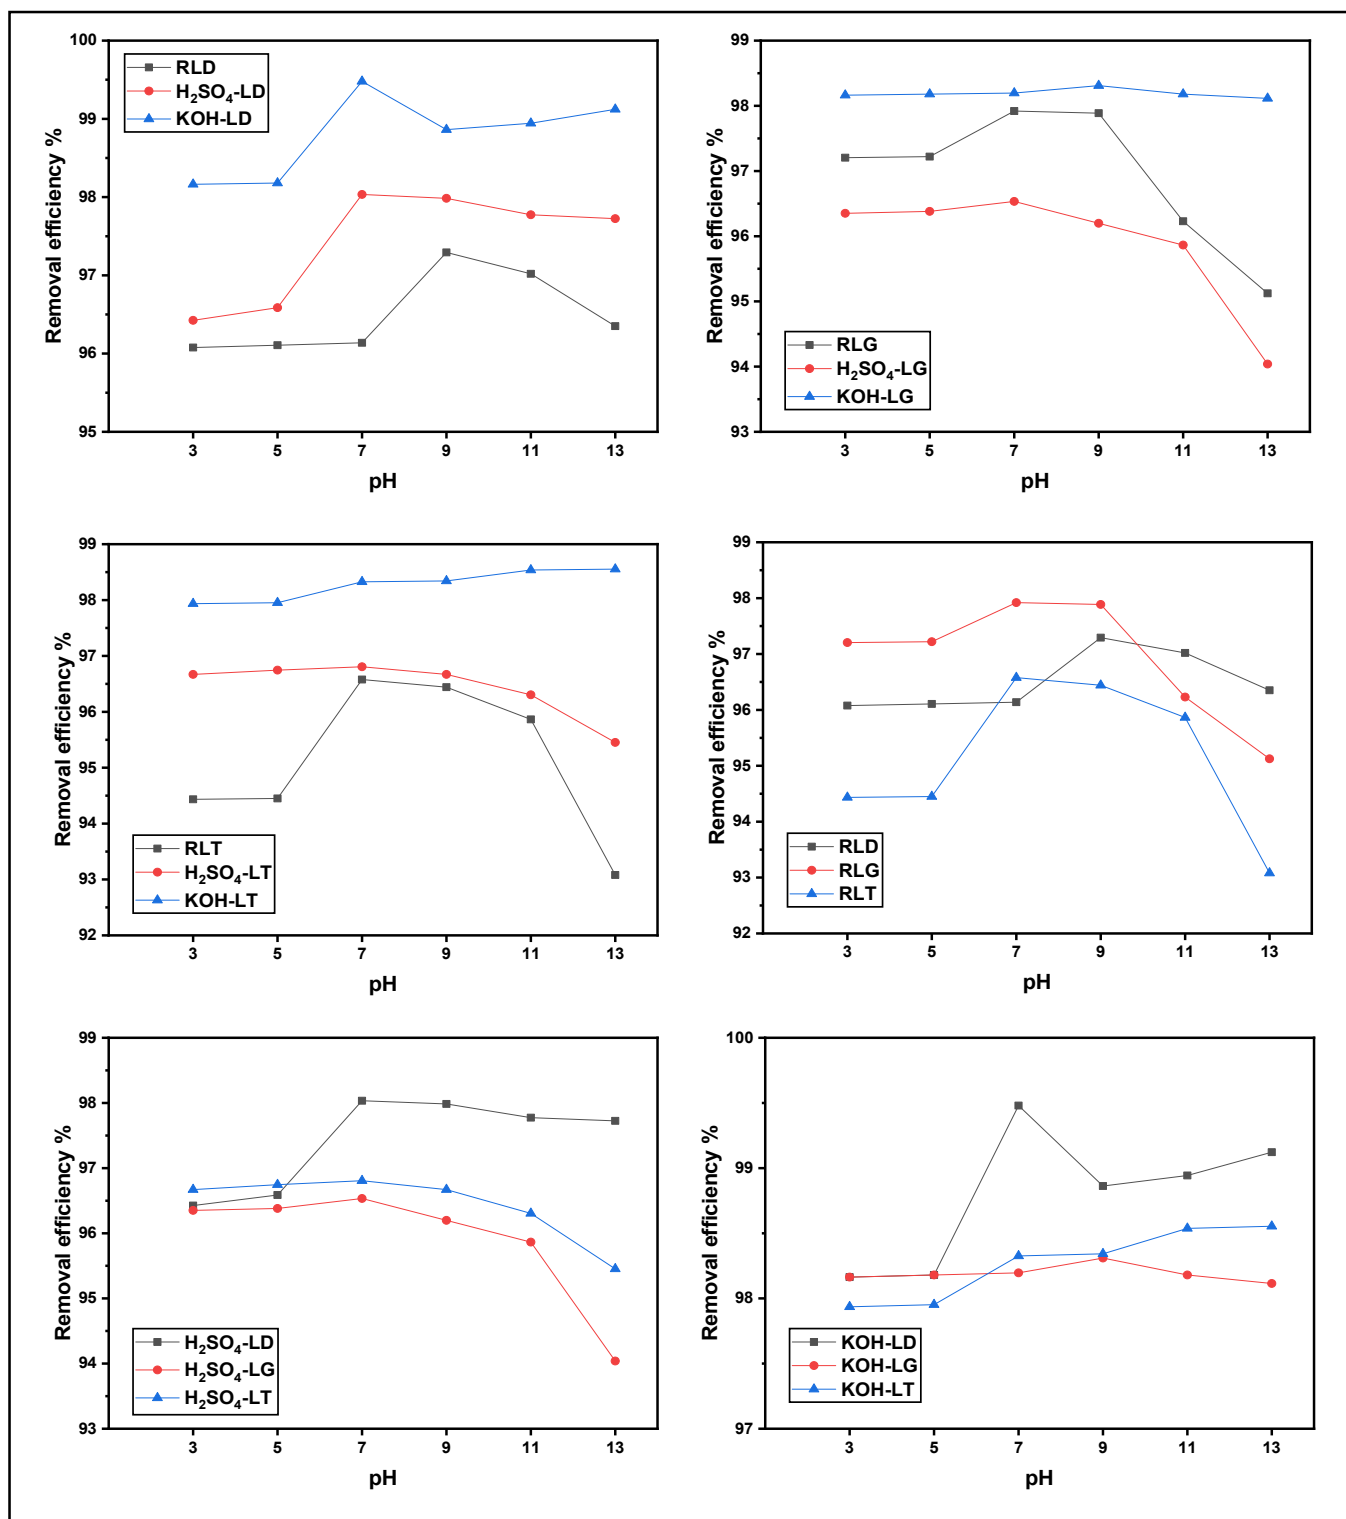 100
99
98
97
96
95
Removal efficiency %
RLD
H₂SO₄-LD
KOH-LD
3 5 7 9 11 13
pH
99
98
97
96
95
94
93
Removal efficiency %
RLG
H₂SO₄-LG
KOH-LG
3 5 7 9 11 13
pH
99
98
97
96
95
94
93
92
Removal efficiency %
RLT
H₂SO₄-LT
KOH-LT
3 5 7 9 11 13
pH
99
98
97
96
95
94
93
92
Removal efficiency %
RLD
RLG
RLT
3 5 7 9 11 13
pH
99
98
97
96
95
94
93
Removal efficiency %
H₂SO₄-LD
H₂SO₄-LG
H₂SO₄-LT
3 5 7 9 11 13
pH
100
99
98
97
Removal efficiency %
KOH-LD
KOH-LG
KOH-LT
3 5 7 9 11 13
pH